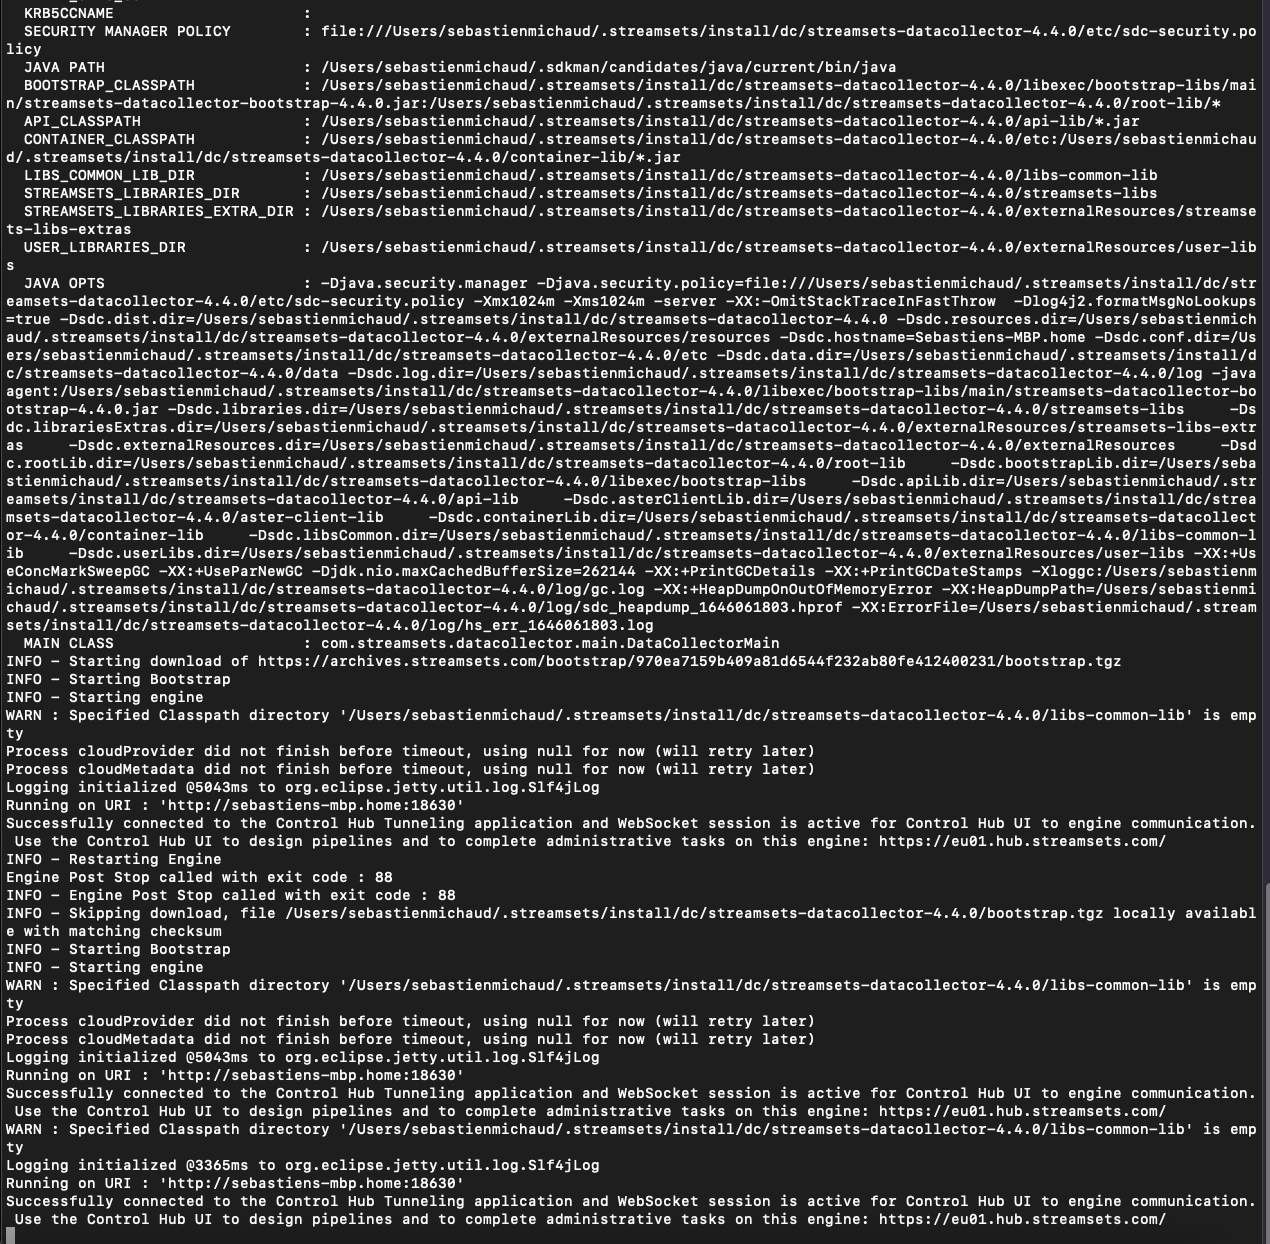 KRB5CCNAME                     :
  SECURITY MANAGER POLICY        : file:///Users/sebastienmichaud/.streamsets/install/dc/streamsets-datacollector-4.4.0/etc/sdc-security.po
licy
  JAVA PATH                      : /Users/sebastienmichaud/.sdkman/candidates/java/current/bin/java
  BOOTSTRAP_CLASSPATH            : /Users/sebastienmichaud/.streamsets/install/dc/streamsets-datacollector-4.4.0/libexec/bootstrap-libs/mai
n/streamsets-datacollector-bootstrap-4.4.0.jar:/Users/sebastienmichaud/.streamsets/install/dc/streamsets-datacollector-4.4.0/root-lib/*
  API_CLASSPATH                  : /Users/sebastienmichaud/.streamsets/install/dc/streamsets-datacollector-4.4.0/api-lib/*.jar
  CONTAINER_CLASSPATH            : /Users/sebastienmichaud/.streamsets/install/dc/streamsets-datacollector-4.4.0/etc:/Users/sebastienmichau
d/.streamsets/install/dc/streamsets-datacollector-4.4.0/container-lib/*.jar
  LIBS_COMMON_LIB_DIR            : /Users/sebastienmichaud/.streamsets/install/dc/streamsets-datacollector-4.4.0/libs-common-lib
  STREAMSETS_LIBRARIES_DIR       : /Users/sebastienmichaud/.streamsets/install/dc/streamsets-datacollector-4.4.0/streamsets-libs
  STREAMSETS_LIBRARIES_EXTRA_DIR : /Users/sebastienmichaud/.streamsets/install/dc/streamsets-datacollector-4.4.0/externalResources/streamse
ts-libs-extras
  USER_LIBRARIES_DIR             : /Users/sebastienmichaud/.streamsets/install/dc/streamsets-datacollector-4.4.0/externalResources/user-lib
s
  JAVA OPTS                      : -Djava.security.manager -Djava.security.policy=file:///Users/sebastienmichaud/.streamsets/install/dc/str
eamsets-datacollector-4.4.0/etc/sdc-security.policy -Xmx1024m -Xms1024m -server -XX:-OmitStackTraceInFastThrow  -Dlog4j2.formatMsgNoLookups
=true -Dsdc.dist.dir=/Users/sebastienmichaud/.streamsets/install/dc/streamsets-datacollector-4.4.0 -Dsdc.resources.dir=/Users/sebastienmich
aud/.streamsets/install/dc/streamsets-datacollector-4.4.0/externalResources/resources -Dsdc.hostname=Sebastiens-MBP.home -Dsdc.conf.dir=/Us
ers/sebastienmichaud/.streamsets/install/dc/streamsets-datacollector-4.4.0/etc -Dsdc.data.dir=/Users/sebastienmichaud/.streamsets/install/d
c/streamsets-datacollector-4.4.0/data -Dsdc.log.dir=/Users/sebastienmichaud/.streamsets/install/dc/streamsets-datacollector-4.4.0/log -java
agent:/Users/sebastienmichaud/.streamsets/install/dc/streamsets-datacollector-4.4.0/libexec/bootstrap-libs/main/streamsets-datacollector-bo
otstrap-4.4.0.jar -Dsdc.libraries.dir=/Users/sebastienmichaud/.streamsets/install/dc/streamsets-datacollector-4.4.0/streamsets-libs     -Ds
dc.librariesExtras.dir=/Users/sebastienmichaud/.streamsets/install/dc/streamsets-datacollector-4.4.0/externalResources/streamsets-libs-extr
as     -Dsdc.externalResources.dir=/Users/sebastienmichaud/.streamsets/install/dc/streamsets-datacollector-4.4.0/externalResources     -Dsd
c.rootLib.dir=/Users/sebastienmichaud/.streamsets/install/dc/streamsets-datacollector-4.4.0/root-lib     -Dsdc.bootstrapLib.dir=/Users/seba
stienmichaud/.streamsets/install/dc/streamsets-datacollector-4.4.0/libexec/bootstrap-libs     -Dsdc.apiLib.dir=/Users/sebastienmichaud/.str
eamsets/install/dc/streamsets-datacollector-4.4.0/api-lib     -Dsdc.asterClientLib.dir=/Users/sebastienmichaud/.streamsets/install/dc/strea
msets-datacollector-4.4.0/aster-client-lib     -Dsdc.containerLib.dir=/Users/sebastienmichaud/.streamsets/install/dc/streamsets-datacollect
or-4.4.0/container-lib     -Dsdc.libsCommon.dir=/Users/sebastienmichaud/.streamsets/install/dc/streamsets-datacollector-4.4.0/libs-common-l
ib     -Dsdc.userLibs.dir=/Users/sebastienmichaud/.streamsets/install/dc/streamsets-datacollector-4.4.0/externalResources/user-libs -XX:+Us
eConcMarkSweepGC -XX:+UseParNewGC -Djdk.nio.maxCachedBufferSize=262144 -XX:+PrintGCDetails -XX:+PrintGCDateStamps -Xloggc:/Users/sebastienm
ichaud/.streamsets/install/dc/streamsets-datacollector-4.4.0/log/gc.log -XX:+HeapDumpOnOutOfMemoryError -XX:HeapDumpPath=/Users/sebastienmi
chaud/.streamsets/install/dc/streamsets-datacollector-4.4.0/log/sdc_heapdump_1646061803.hprof -XX:ErrorFile=/Users/sebastienmichaud/.stream
sets/install/dc/streamsets-datacollector-4.4.0/log/hs_err_1646061803.log
  MAIN CLASS                     : com.streamsets.datacollector.main.DataCollectorMain
INFO - Starting download of https://archives.streamsets.com/bootstrap/970ea7159b409a81d6544f232ab80fe412400231/bootstrap.tgz
INFO - Starting Bootstrap
INFO - Starting engine
WARN : Specified Classpath directory '/Users/sebastienmichaud/.streamsets/install/dc/streamsets-datacollector-4.4.0/libs-common-lib' is emp
ty
Process cloudProvider did not finish before timeout, using null for now (will retry later)
Process cloudMetadata did not finish before timeout, using null for now (will retry later)
Logging initialized @5043ms to org.eclipse.jetty.util.log.Slf4jLog
Running on URI : 'http://sebastiens-mbp.home:18630'
Successfully connected to the Control Hub Tunneling application and WebSocket session is active for Control Hub UI to engine communication.
 Use the Control Hub UI to design pipelines and to complete administrative tasks on this engine: https://eu01.hub.streamsets.com/
INFO - Restarting Engine
Engine Post Stop called with exit code : 88
INFO - Engine Post Stop called with exit code : 88
INFO - Skipping download, file /Users/sebastienmichaud/.streamsets/install/dc/streamsets-datacollector-4.4.0/bootstrap.tgz locally availabl
e with matching checksum
INFO - Starting Bootstrap
INFO - Starting engine
WARN : Specified Classpath directory '/Users/sebastienmichaud/.streamsets/install/dc/streamsets-datacollector-4.4.0/libs-common-lib' is emp
ty
Process cloudProvider did not finish before timeout, using null for now (will retry later)
Process cloudMetadata did not finish before timeout, using null for now (will retry later)
Logging initialized @5043ms to org.eclipse.jetty.util.log.Slf4jLog
Running on URI : 'http://sebastiens-mbp.home:18630'
Successfully connected to the Control Hub Tunneling application and WebSocket session is active for Control Hub UI to engine communication.
 Use the Control Hub UI to design pipelines and to complete administrative tasks on this engine: https://eu01.hub.streamsets.com/
WARN : Specified Classpath directory '/Users/sebastienmichaud/.streamsets/install/dc/streamsets-datacollector-4.4.0/libs-common-lib' is emp
ty
Logging initialized @3365ms to org.eclipse.jetty.util.log.Slf4jLog
Running on URI : 'http://sebastiens-mbp.home:18630'
Successfully connected to the Control Hub Tunneling application and WebSocket session is active for Control Hub UI to engine communication.
 Use the Control Hub UI to design pipelines and to complete administrative tasks on this engine: https://eu01.hub.streamsets.com/